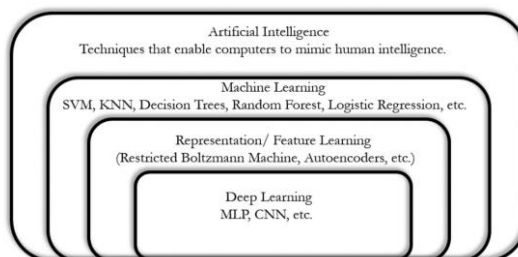 Artificial Intelligence
Techniques that enable computers to mimic human intelligence.
Machine Learning
SVM, KNN, Decision Trees, Random Forest, Logistic Regression, etc.
Representation/ Feature Learning
(Restricted Boltzmann Machine, Autoencoders, etc.)
Deep Learning
MLP, CNN, etc.